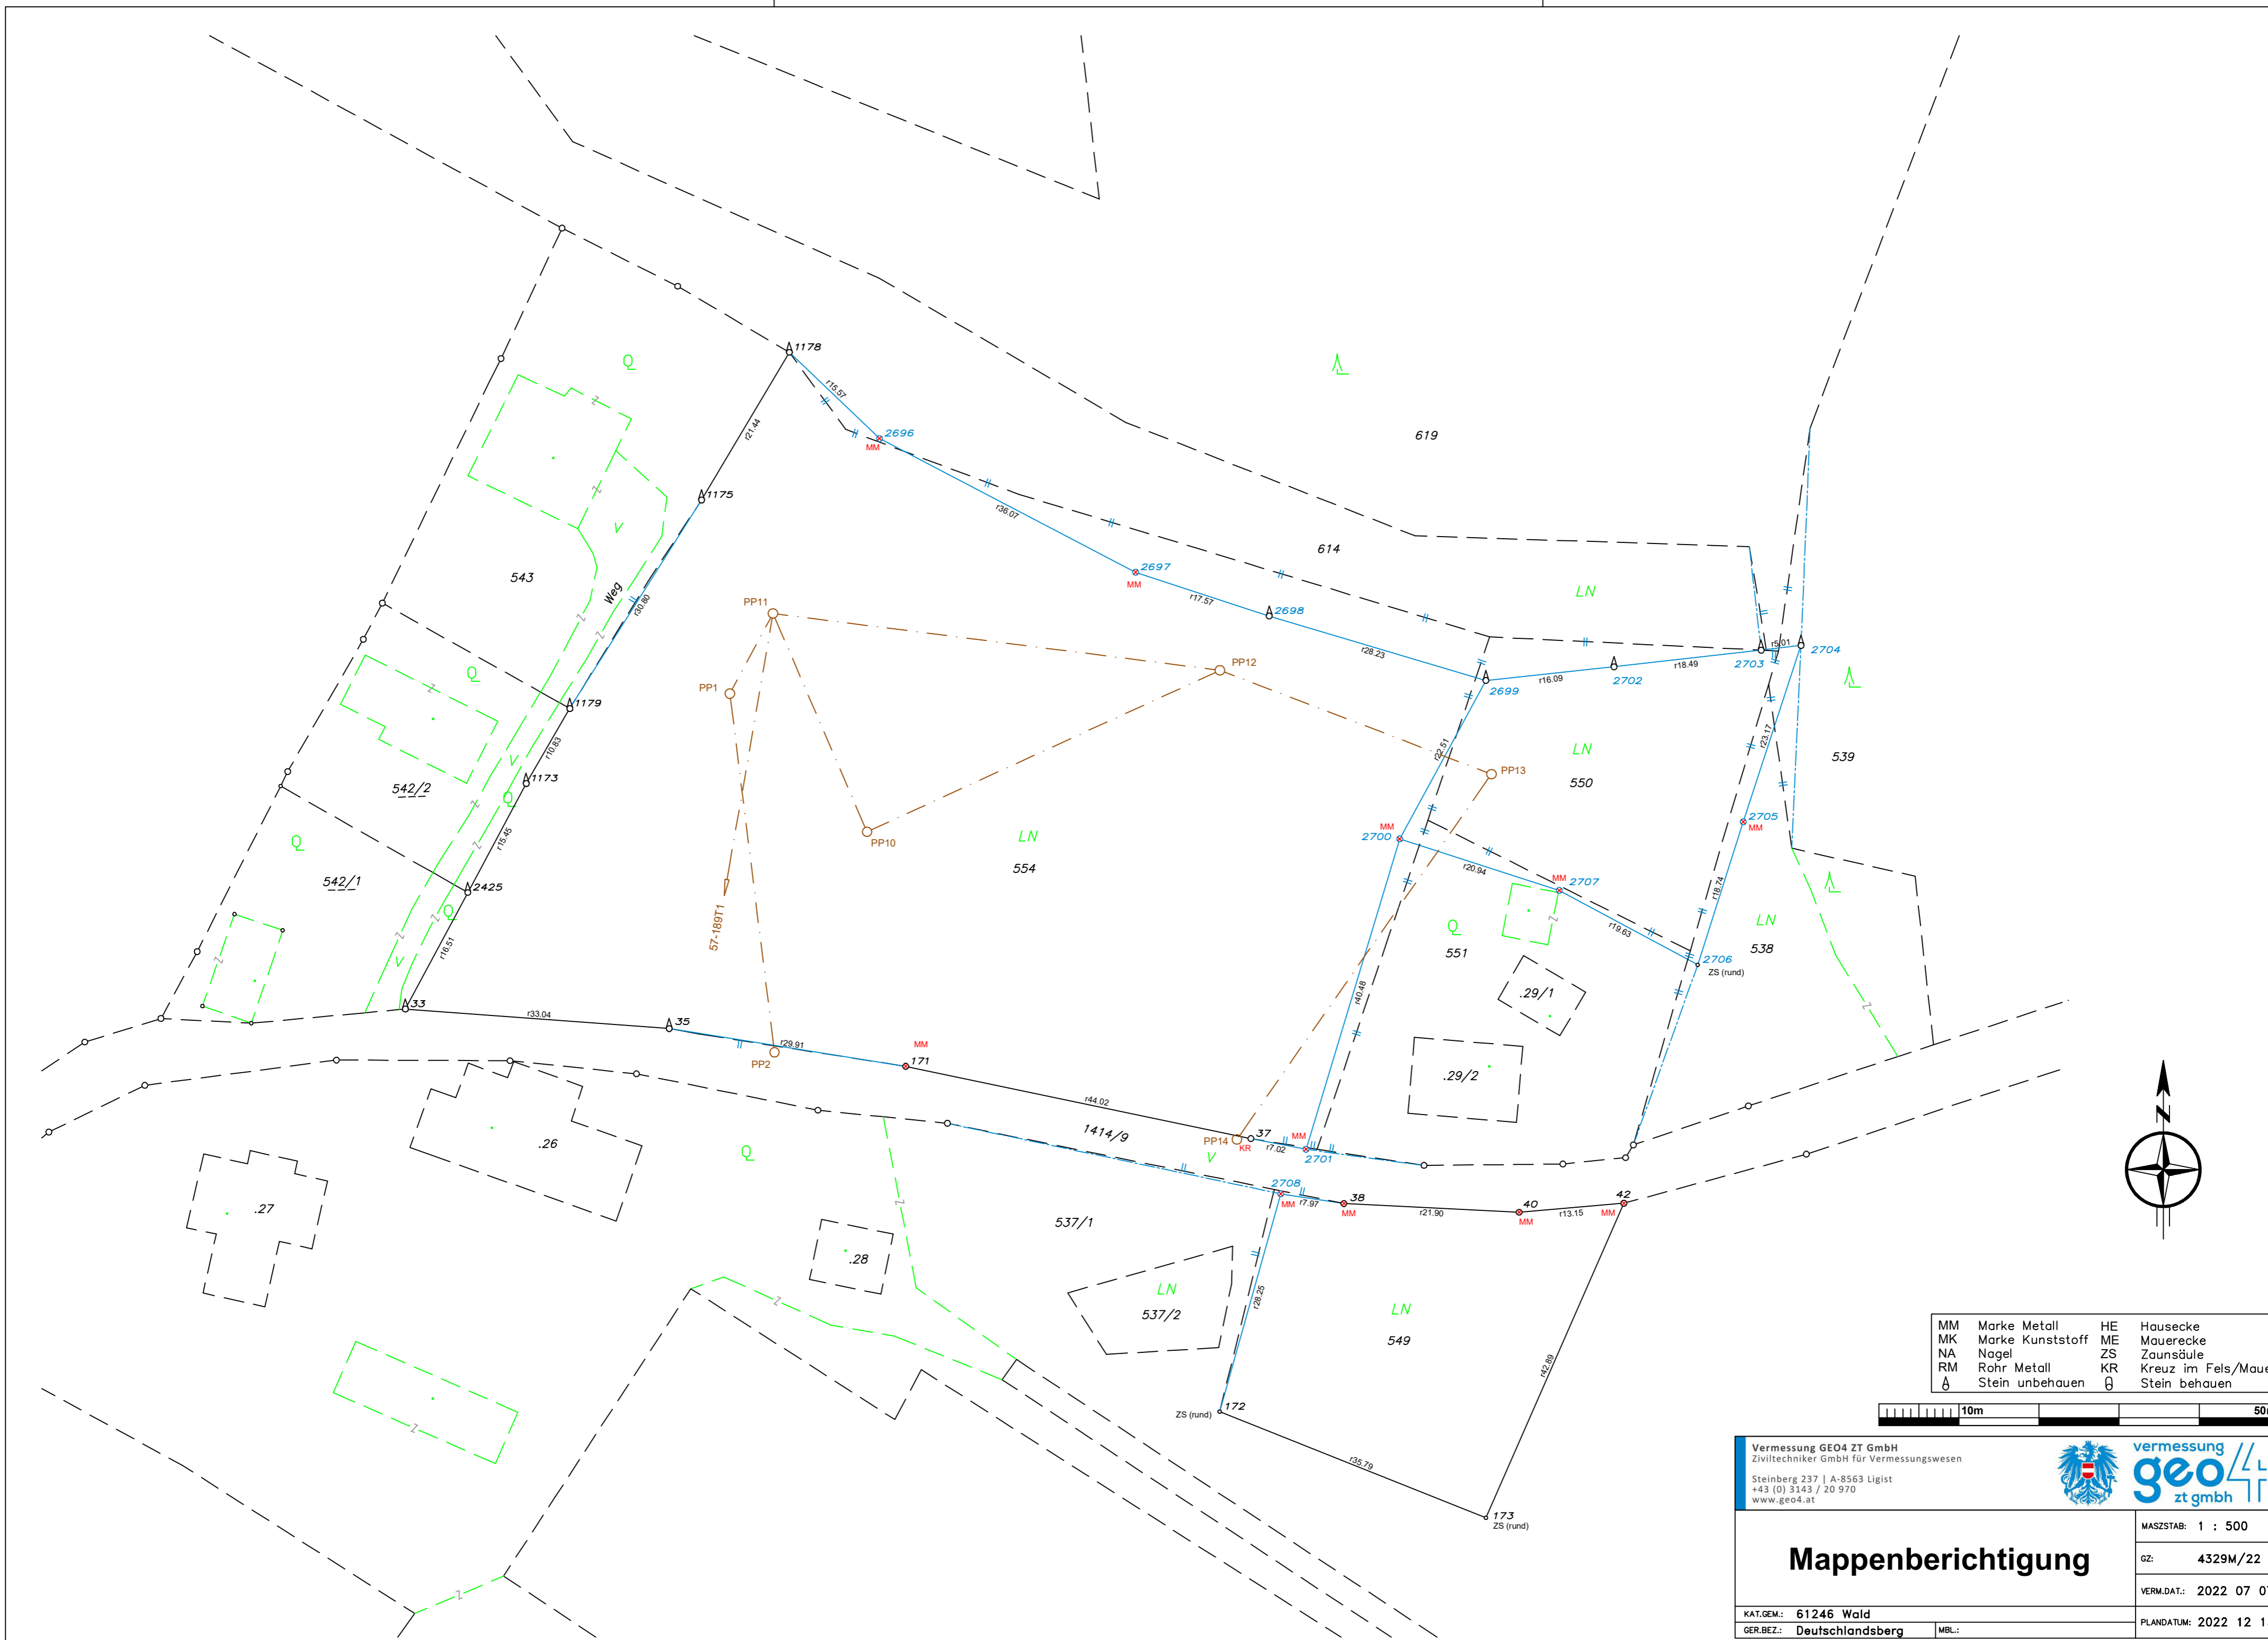 1178
r15.57
2696
MM
r21.44
1175
619
r36.07
2697
MM
614
543
Weg
r30.80
V
Q
LN
r17.57
2698
PP11
r28.23
r5.01
2703
2704
r18.49
2702
r16.09
2699
PP12
PP1
1179
Q
r10.83
r22.51
LN
550
PP13
r23.17
539
1173
V
542/2
Q
2705
MM
MM
2700
PP10
LN
554
r20.94
MM
2707
r15.45
Q
542/1
2425
Q
r18.74
LN
538
57-189T1
Q
551
r19.63
2706
ZS (rund)
r16.51
V
.29/1
r40.48
33
r33.04
35
r29.91
PP2
MM
171
.29/2
r44.02
1414/9
PP14
KR
37
r7.02
MM
2701
V
.26
Q
2708
MM
r7.97
38
MM
r21.90
40
MM
r13.15
42
MM
.27
537/1
.28
LN
537/2
r28.25
LN
549
r42.89
172
ZS (rund)
r35.79
173
ZS (rund)
MM Marke Metall HE Hausecke
MK Marke Kunststoff ME Mauerecke
NA Nagel ZS Zaunsäule
RM Rohr Metall KR Kreuz im Fels/Maue
Stein unbehauen Stein behauen
10m 50
Vermessung GEO4 ZT GmbH
Ziviltechniker GmbH für Vermessungswesen
Steinberg 237 | A-8563 Ligist
+43 (0) 3143 / 20 970
www.geo4.at
vermessung
geo4
zt gmbh
Mappenberichtigung
MASZSTAB: 1 : 500
GZ: 4329M/22
VERM.DAT.: 2022 07 0
PLANDATUM: 2022 12 1
KAT.GEM.: 61246 Wald
GER.BEZ.: Deutschlandsberg MBL.: